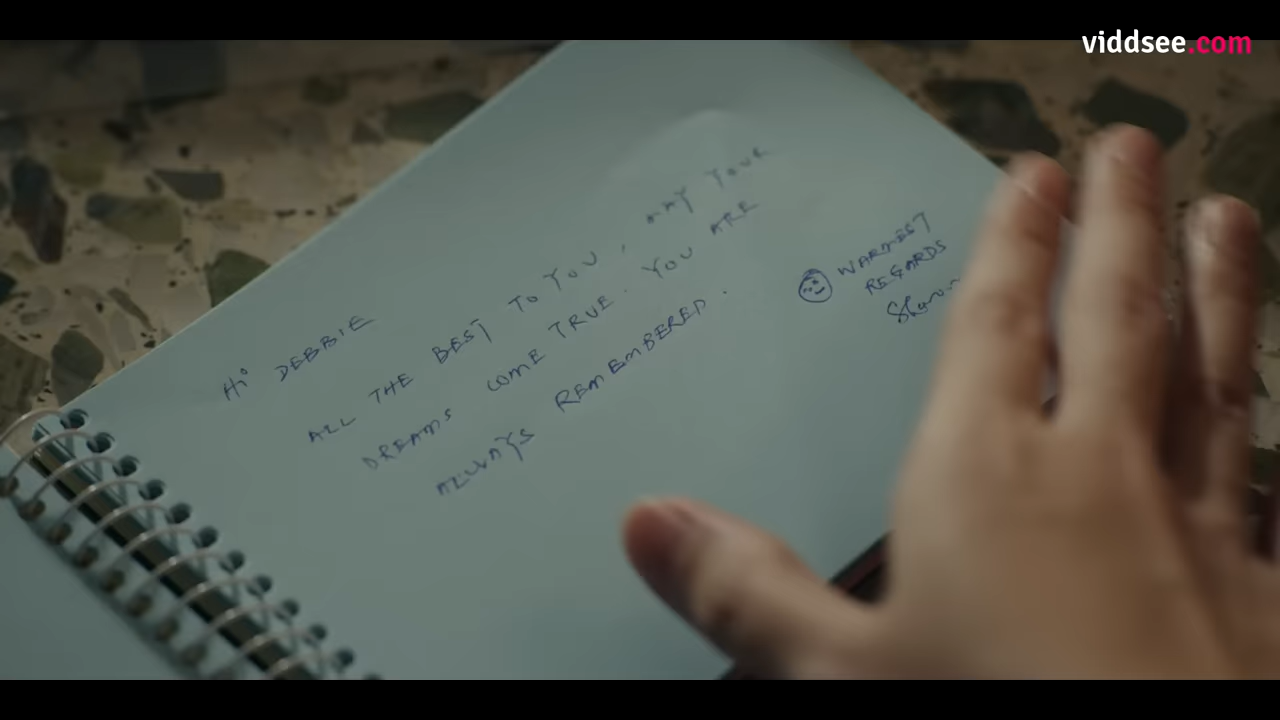 viddsee.com
Hi DEBBIE
ALL THE BEST TO YOU, MAY YOUR
DREAMS COME TRUE. YOU ARE
ALWAYS REMEMBERED.
WARMEST
REGARDS